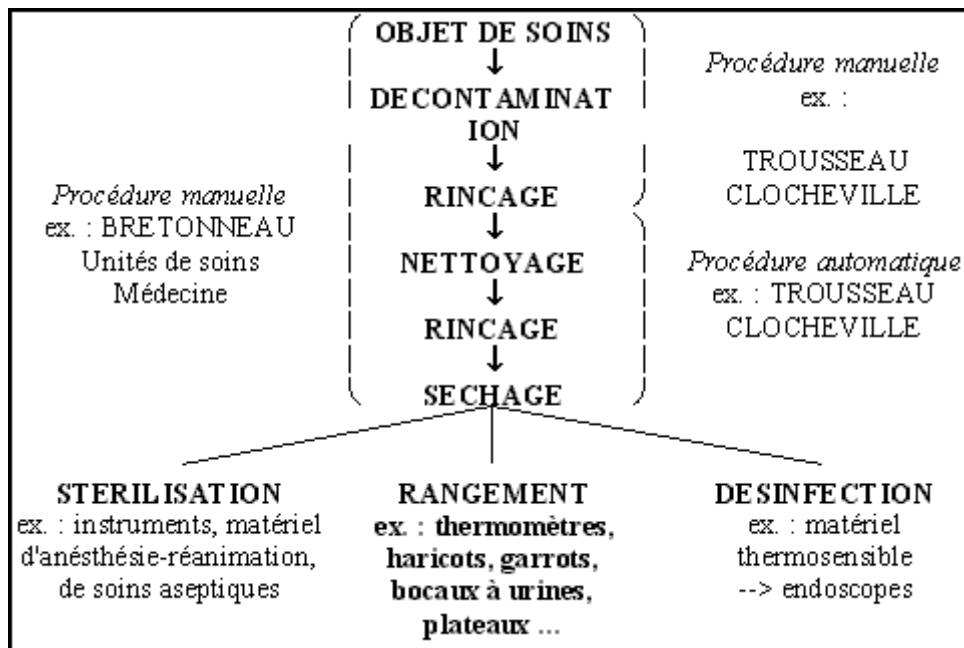 OBJET DE SOINS
↓
DECONTAMINAT
ION
↓
RINCAGE
↓
NETTOYAGE
↓
RINCAGE
↓
SECHAGE
Procédure manuelle
ex. : BRETONNEAU
Unités de soins
Médecine
Procédure manuelle
ex. :
TROUSSEAU
CLOCHEVILLE
Procédure automatique
ex. : TROUSSEAU
CLOCHEVILLE
STERILISATION
ex. : instruments, matériel
d'anésthésie-réanimation,
de soins aseptiques
RANGEMENT
ex. : thermomètres,
haricots, garrots,
bocaux à urines,
plateaux ...
DESINFECTION
ex. : matériel
thermosensible
--> endoscopes